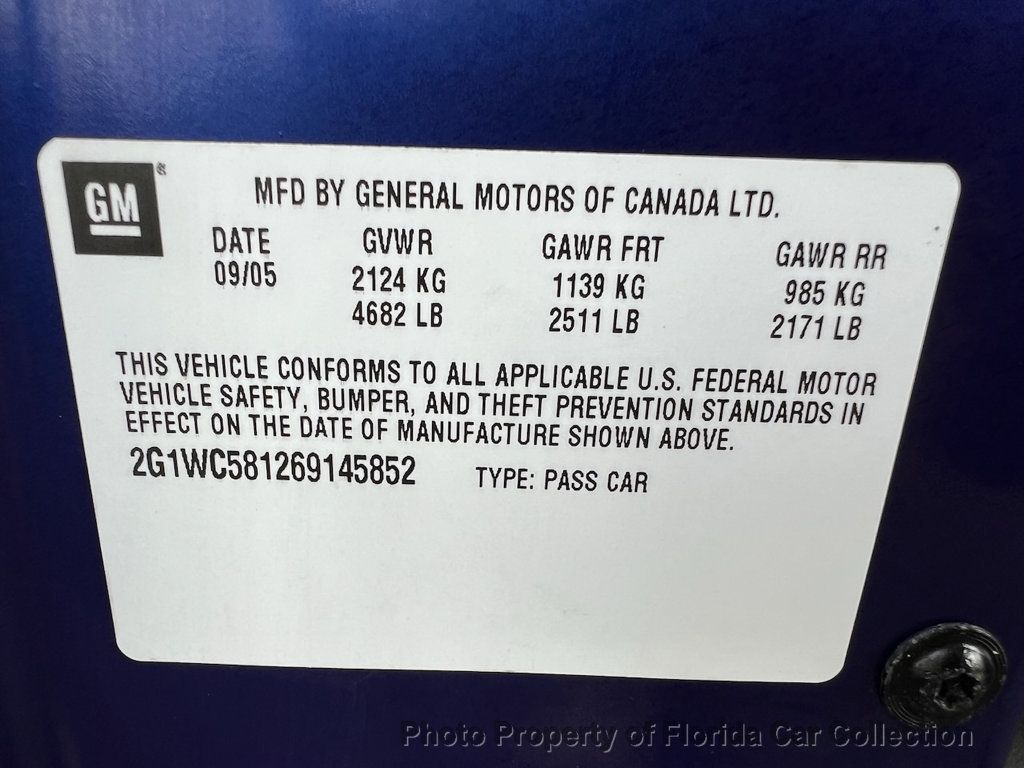 GM
MFD BY GENERAL MOTORS OF CANADA LTD.
DATE GVWR GAWR FRT GAWR RR
09/05 2124 KG 1139 KG 985 KG
4682 LB 2511 LB 2171 LB
THIS VEHICLE CONFORMS TO ALL APPLICABLE U.S. FEDERAL MOTOR
VEHICLE SAFETY, BUMPER, AND THEFT PREVENTION STANDARDS IN
EFFECT ON THE DATE OF MANUFACTURE SHOWN ABOVE.
2G1WC581269145852 TYPE: PASS CAR
Photo Property of Florida Car Collection